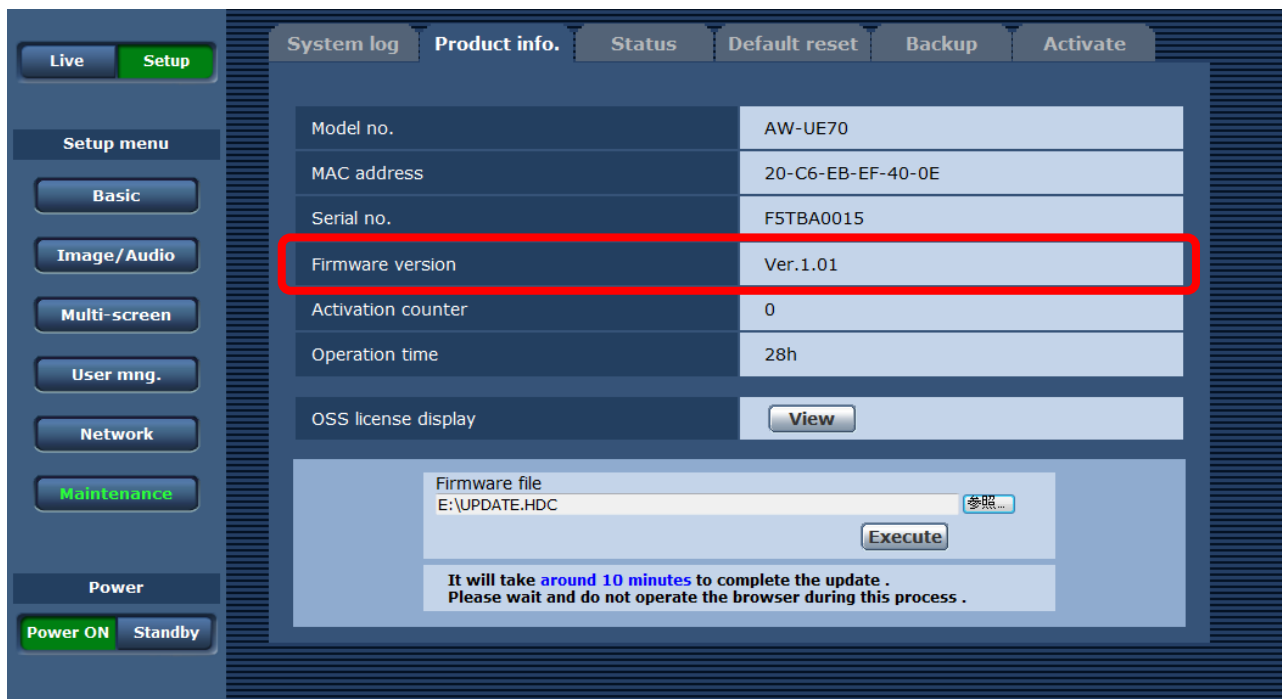 Live Setup
Setup menu
Basic
Image/Audio
Multi-screen
User mng.
Network
Maintenance
Power
Power ON Standby
System log Product info. Status Default reset Backup Activate
Model no. AW-UE70
MAC address 20-C6-EB-EF-40-0E
Serial no. F5TBA0015
Firmware version Ver.1.01
Activation counter 0
Operation time 28h
OSS license display View
Firmware file
E:\UPDATE.HDC 参照...
Execute
It will take around 10 minutes to complete the update .
Please wait and do not operate the browser during this process .